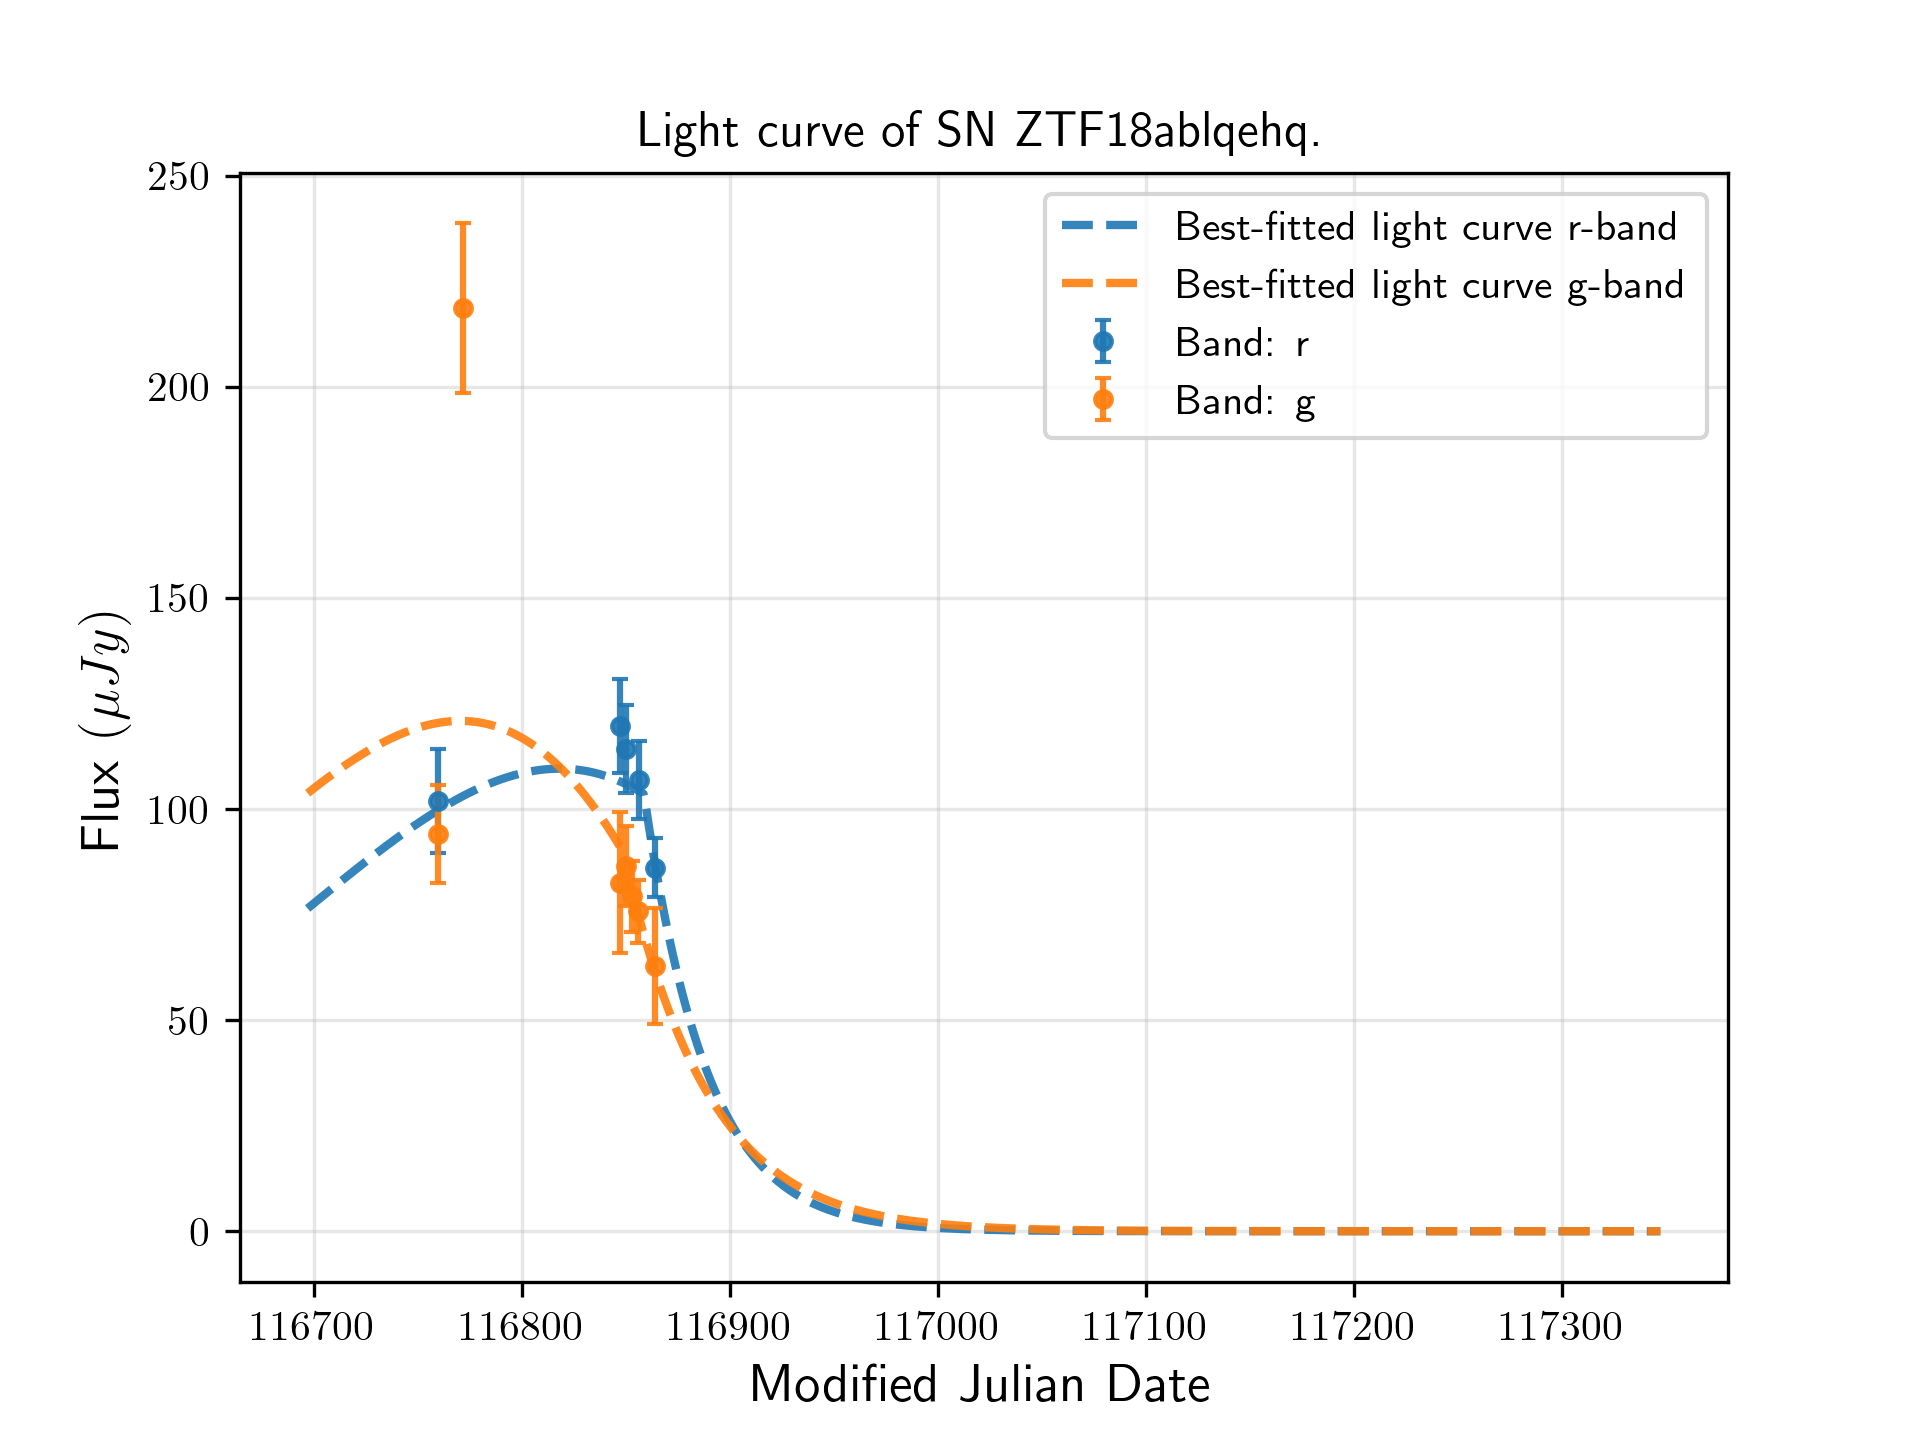 Light curve of SN ZTF18ablqehq.
250
200
150
100
50
0
Flux (μJy)
Best-fitted light curve r-band
Best-fitted light curve g-band
Band: r
Band: g
116700 116800 116900 117000 117100 117200 117300
Modified Julian Date